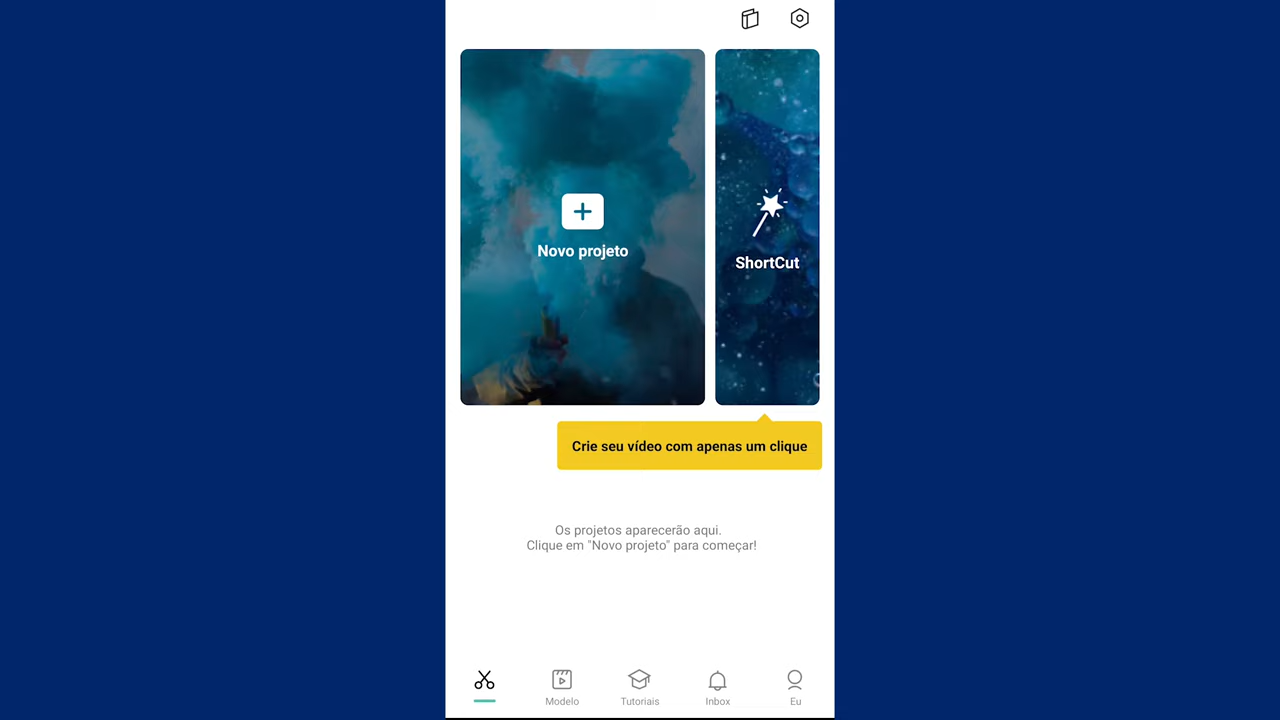 Novo projeto
ShortCut
Crie seu vídeo com apenas um clique
Os projetos aparecerão aqui.
Clique em "Novo projeto" para começar!
Modelo
Tutoriais
Inbox
Eu